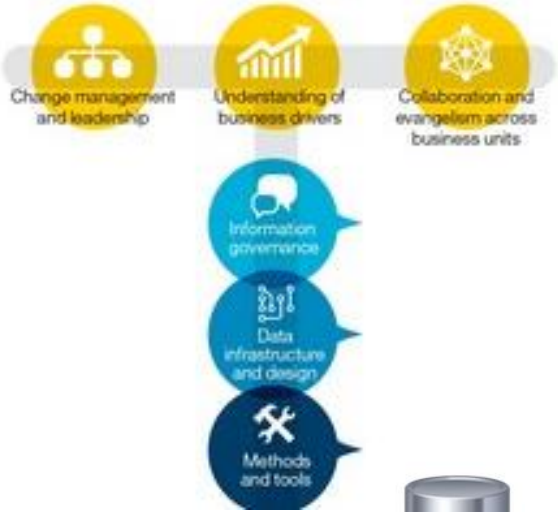 Change management
and leadership
Understanding of
business drivers
Collaboration and
evangelism across
business units
Information
governance
Data
infrastructure
and design
Methods
and tools